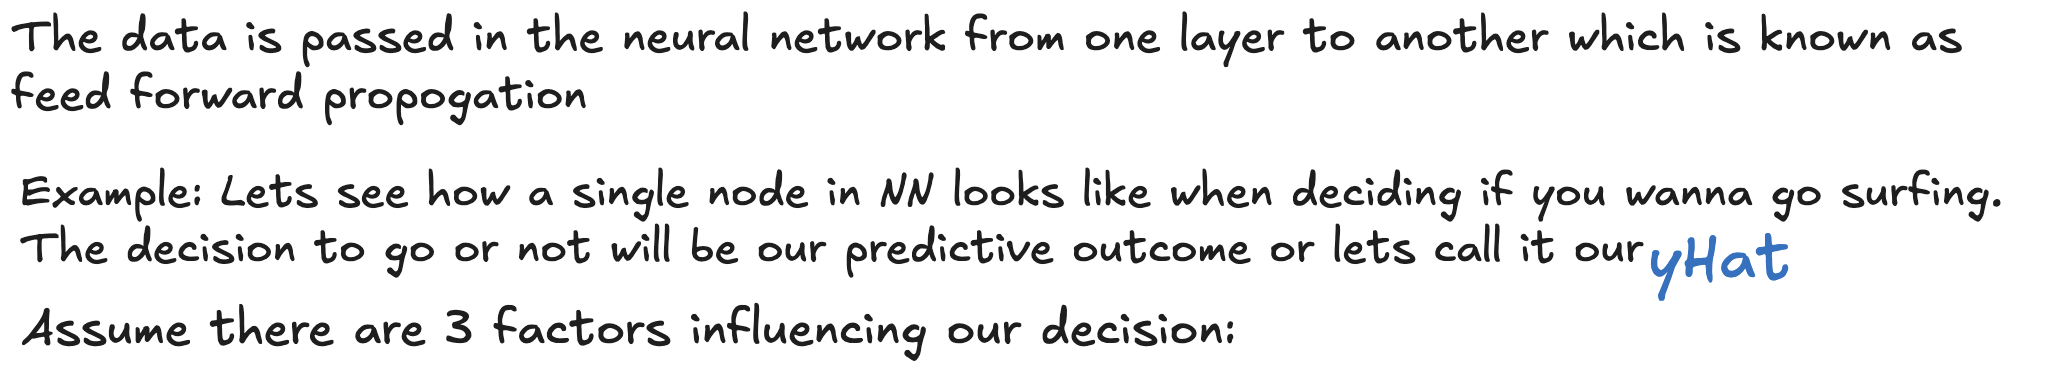 The data is passed in the neural network from one layer to another which is known as
feed forward propogation
Example: Lets see how a single node in NN looks like when deciding if you wanna go surfing.
The decision to go or not will be our predictive outcome or lets call it our yHat
Assume there are 3 factors influencing our decision: